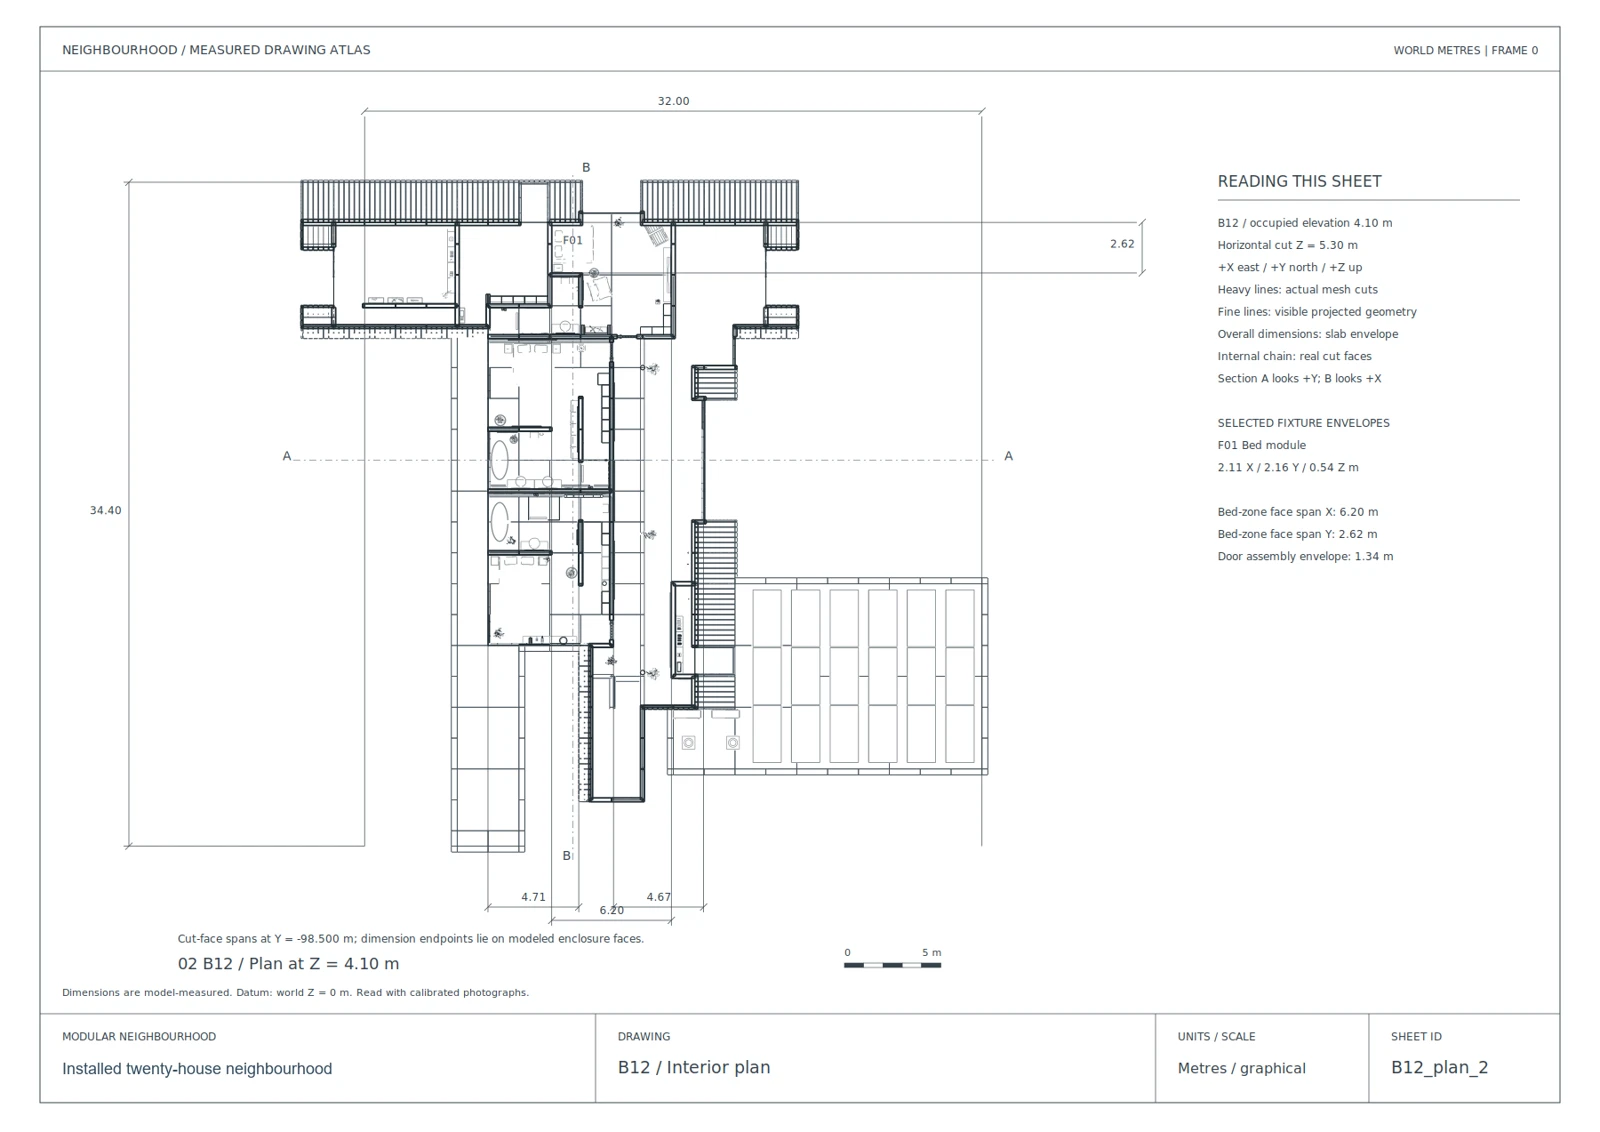 NEIGHBOURHOOD / MEASURED DRAWING ATLAS
WORLD METRES | FRAME 0
32.00
B
F01
2.62
A
A
34.40
B
4.71
4.67
6.20
READING THIS SHEET
B12 / occupied elevation 4.10 m
Horizontal cut Z = 5.30 m
+X east / +Y north / +Z up
Heavy lines: actual mesh cuts
Fine lines: visible projected geometry
Overall dimensions: slab envelope
Internal chain: real cut faces
Section A looks +Y; B looks +X
SELECTED FIXTURE ENVELOPES
F01 Bed module
2.11 X / 2.16 Y / 0.54 Z m
Bed-zone face span X: 6.20 m
Bed-zone face span Y: 2.62 m
Door assembly envelope: 1.34 m
Cut-face spans at Y = -98.500 m; dimension endpoints lie on modeled enclosure faces.
02 B12 / Plan at Z = 4.10 m
0 5 m
Dimensions are model-measured. Datum: world Z = 0 m. Read with calibrated photographs.
MODULAR NEIGHBOURHOOD
Installed twenty-house neighbourhood
DRAWING
B12 / Interior plan
UNITS / SCALE
Metres / graphical
SHEET ID
B12_plan_2